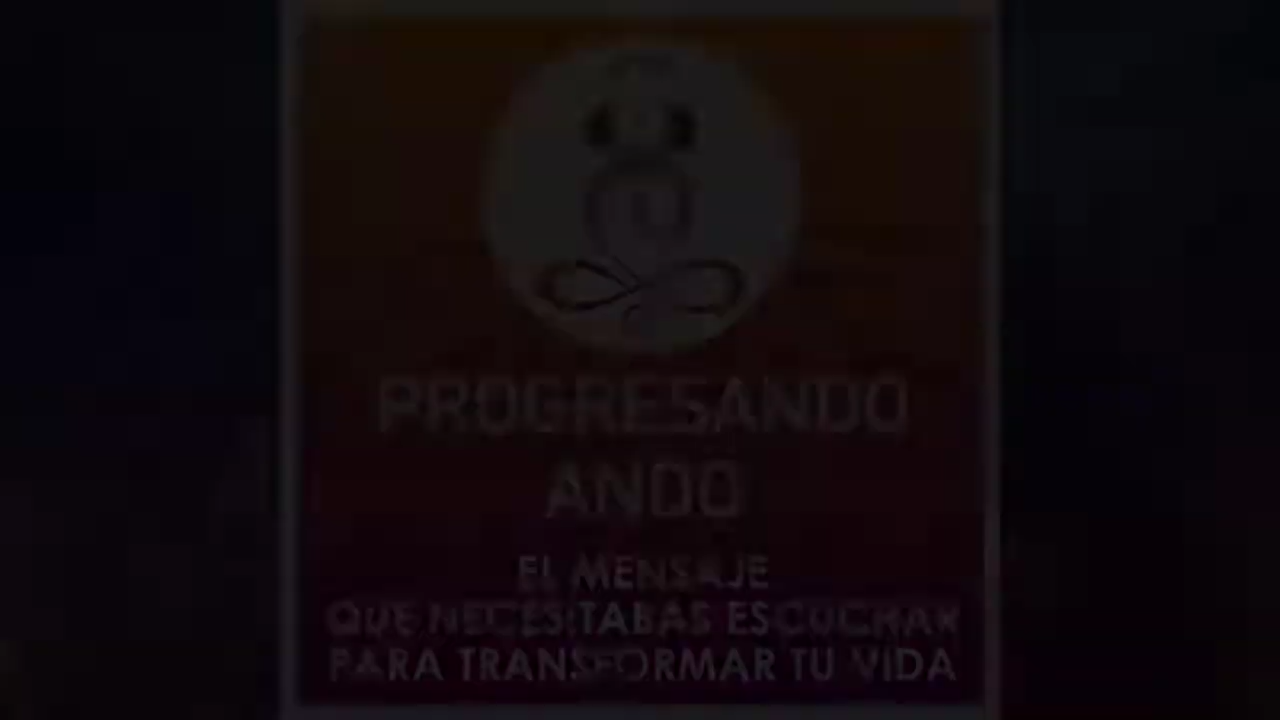 PROGRESANDO
ANDO
EL MENSAJE
QUE NECESITABAS ESCUCHAR
PARA TRANSFORMAR TU VIDA